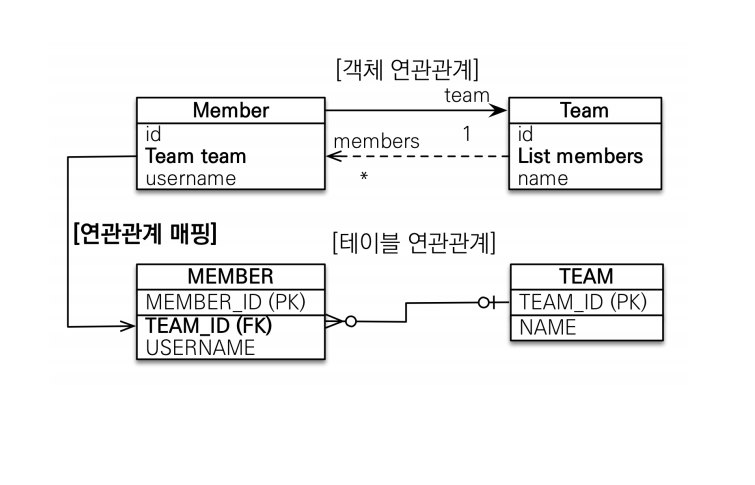 [객체 연관관계]
team
Member
Team
id
Team team
username
members
1
*
id
List members
name
[연관관계 매핑]
[테이블 연관관계]
MEMBER
MEMBER_ID (PK)
TEAM_ID (FK)
USERNAME
TEAM
TEAM_ID (PK)
NAME